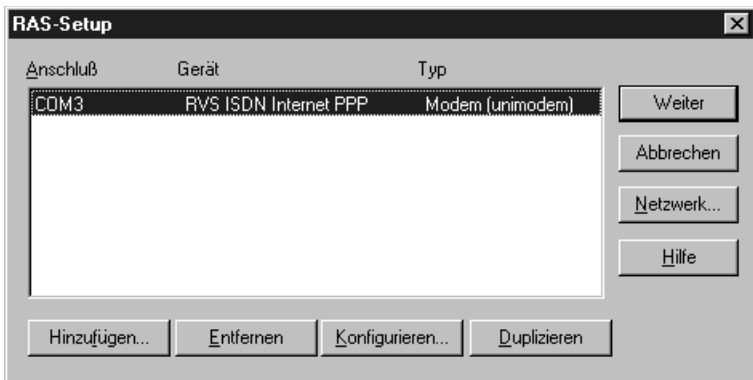 RAS-Setup
Anschluß Gerät Typ
COM3 RVS ISDN Internet PPP Modem (unimodem)
Weiter
Abbrechen
Netzwerk...
Hilfe
Hinzufügen... Entfernen Konfigurieren... Duplizieren